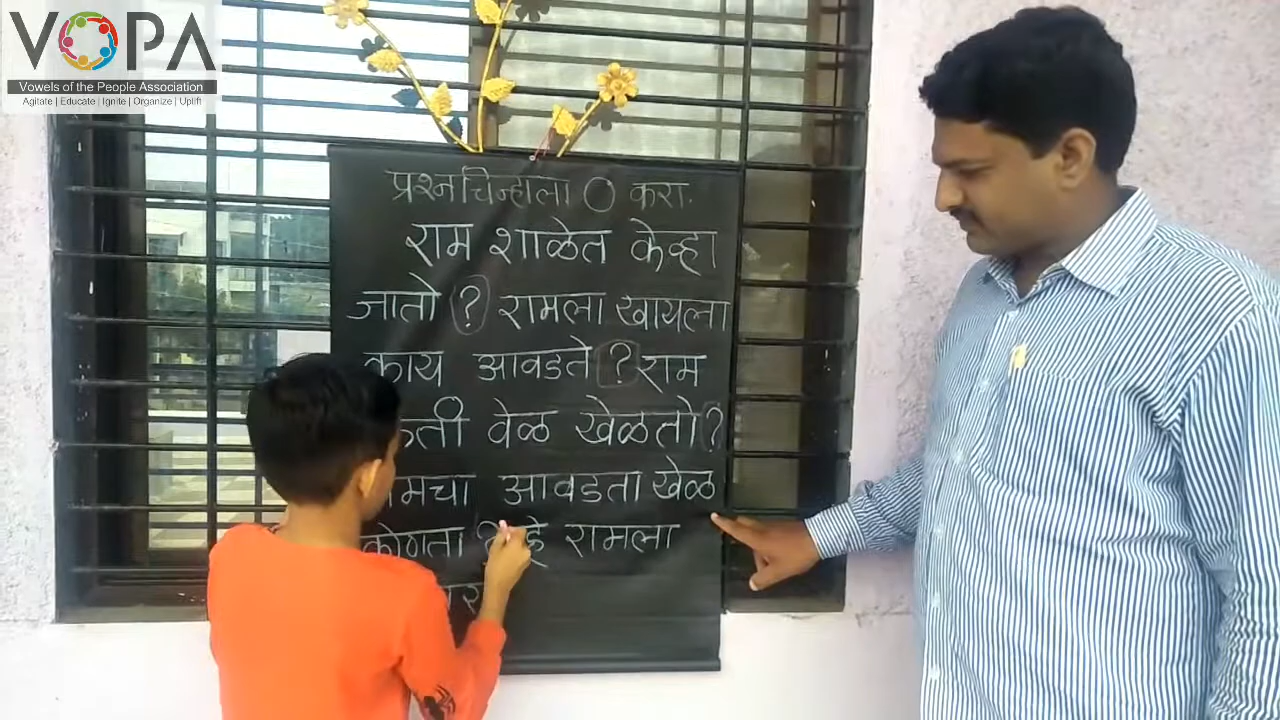 VOPA
Vowels of the People Association
Agitate | Educate | Ignite | Organize | Uplift
प्रश्नचिन्हाला ○ करा.
राम शाळेत केव्हा
जातो ? रामला खायला
काय आवडते ? राम
वेळ खेळतो ?
आवडता खेळ
कोणता ? रामला